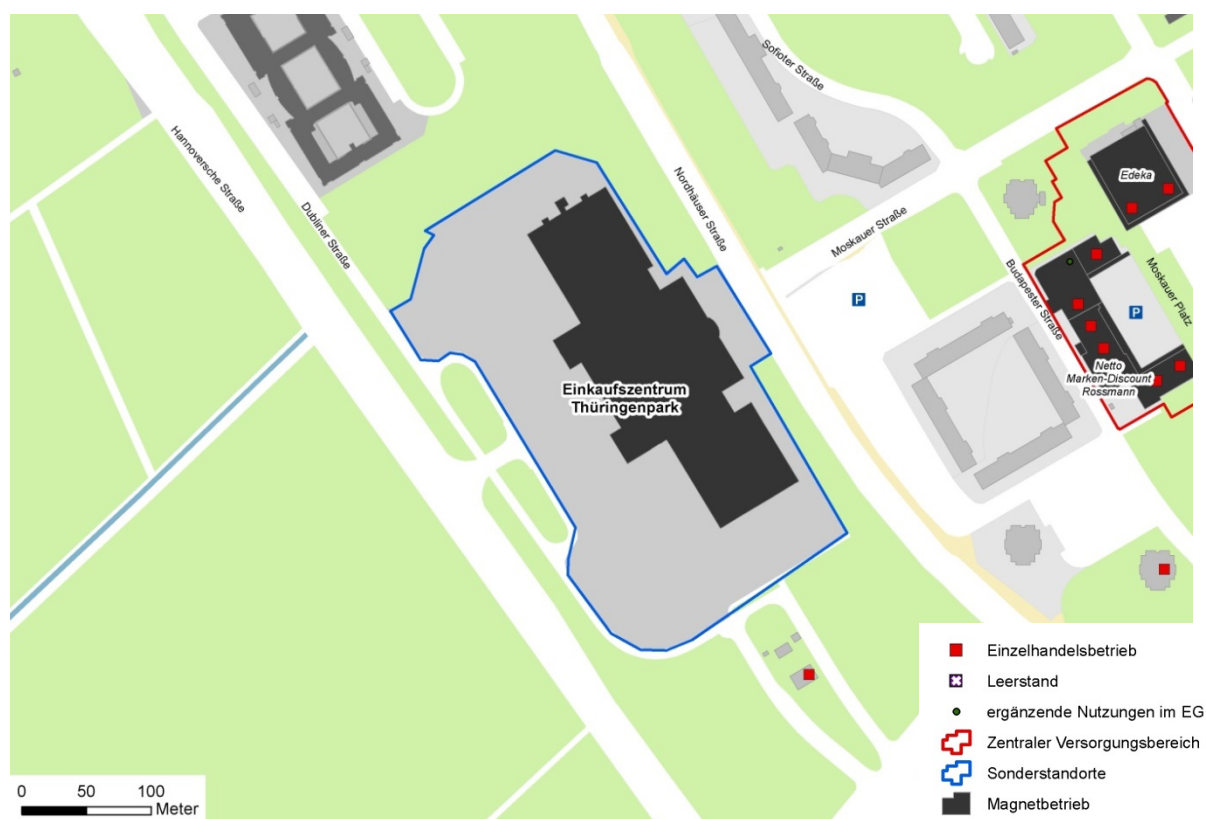 Sofioter Straße
Hannoversche Straße
Dubliner Straße
Nordhäuser Straße
Moskauer Straße
Edeka
Budapester Straße
Moskauer Platz
P
P
Netto
Marken-Discount
Rossmann
Einkaufszentrum
Thüringenpark
Einzelhandelsbetrieb
Leerstand
ergänzende Nutzungen im EG
Zentraler Versorgungsbereich
Sonderstandorte
Magnetbetrieb
0 50 100
Meter